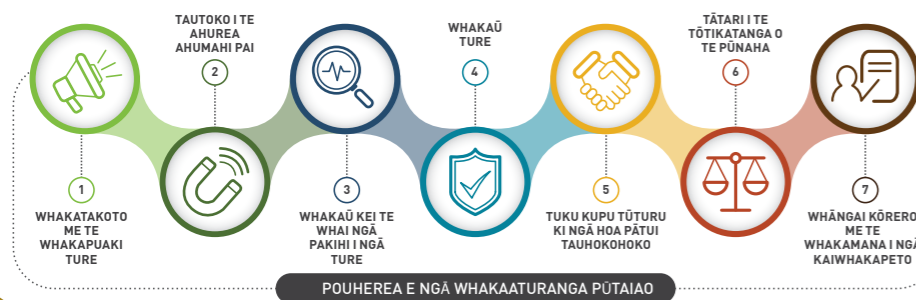 1
WHAKATAKOTO
ME TE
WHAKAPUAKI
TURE
TAUTOKO I TE
AHUREA
AHUMAHI PAI
2
3
WHAKAŪ KEI TE
WHAI NGĀ
PAKIHI I NGĀ
TURE
WHAKAŪ
TURE
4
5
TUKU KUPU TŪTURU
KI NGĀ HOA PĀTUI
TAUHOKOHOKO
TĀTARI I TE
TŌTIKATANGA O
TE PŪNAHA
6
7
WHĀNGAI KŌRERO
ME TE
WHAKAMANA I NGĀ
KAIWHAKAPETO
POUHEREA E NGĀ WHAKAATURANGA PŪTAIAO